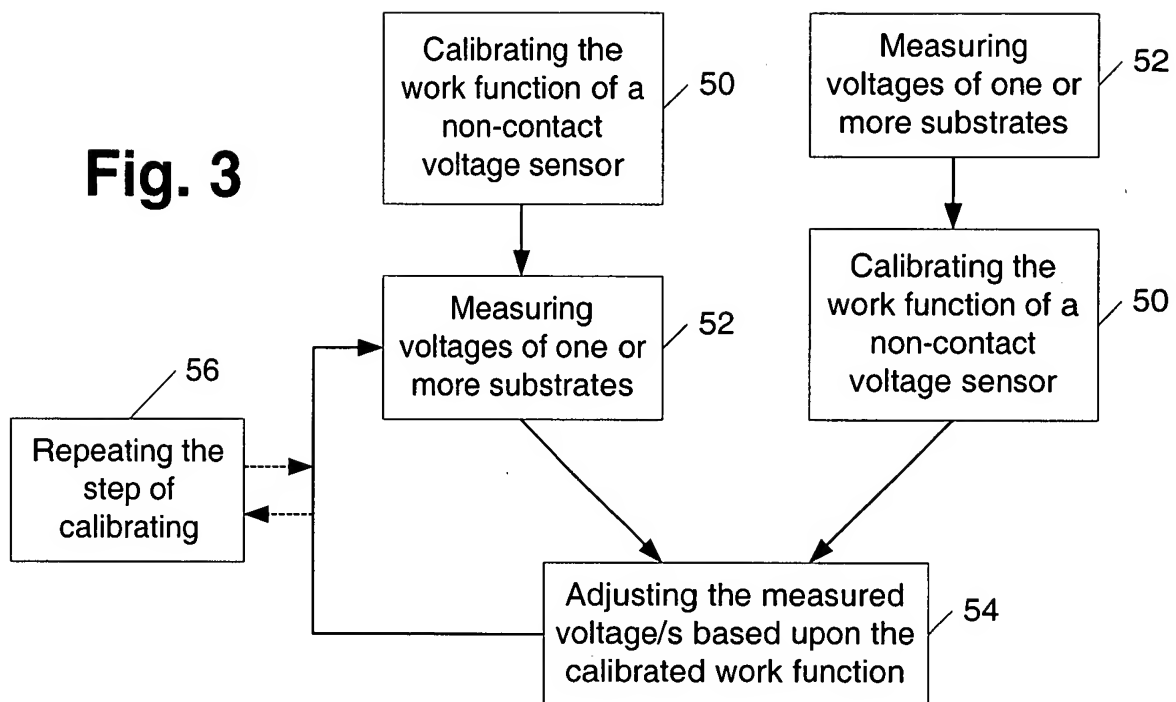 Fig. 3
Calibrating the
work function of a
non-contact
voltage sensor
50
Measuring
voltages of one or
more substrates
52
Measuring
voltages of one or
more substrates
52
Calibrating the
work function of a
non-contact
voltage sensor
50
56
Repeating the
step of
calibrating
Adjusting the measured
voltage/s based upon the
calibrated work function
54